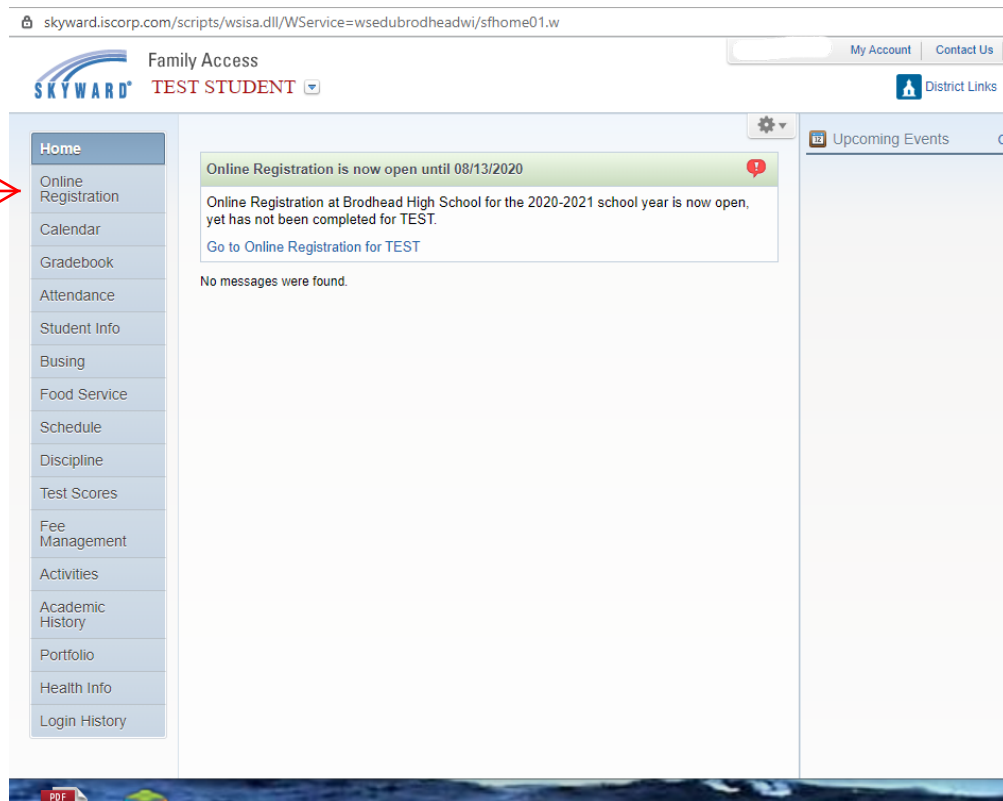 skyward.iscorp.com/scripts/wsisa.dll/WService=wsedubrodheadwi/sfhome01.w
My Account
Contact Us
Family Access
SKYWARD®
TEST STUDENT
District Links
Home
Online
Registration
Calendar
Gradebook
Attendance
Student Info
Busing
Food Service
Schedule
Discipline
Test Scores
Fee
Management
Activities
Academic
History
Portfolio
Health Info
Login History
Online Registration is now open until 08/13/2020
Online Registration at Brodhead High School for the 2020-2021 school year is now open,
yet has not been completed for TEST.
Go to Online Registration for TEST
No messages were found.
12
Upcoming Events
PDF